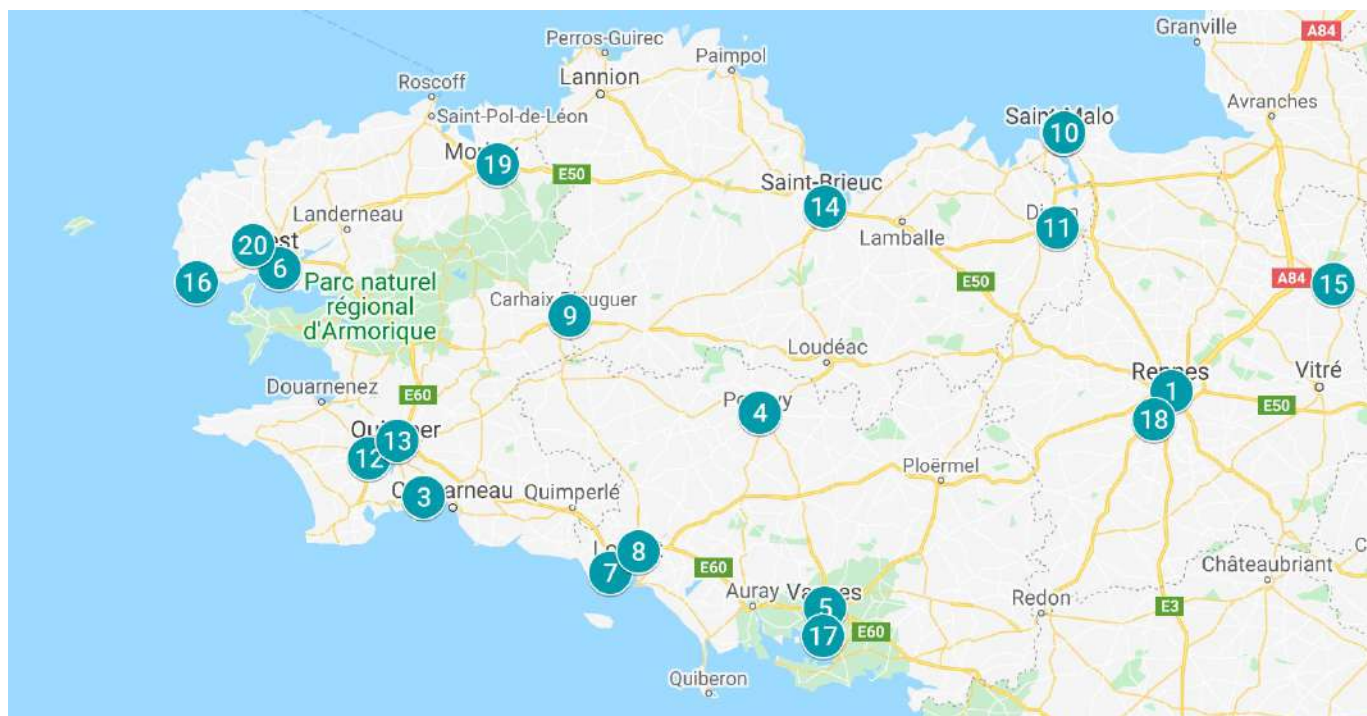 Granville
A84
Perros-Guirec
Paimpol
Lannion
Roscoff
Avranches
Saint-Pol-de-Léon
Saint-Malo
10
19
E50
Saint-Brieuc
14
Landerneau
Lamballe
11
20
6
16
Parc naturel
régional
d'Armorique
E50
A84
15
Carhaix-Plouguer
9
Loudéac
Rennes
Vitré
Douarnenez
E60
1
E50
4
18
13
12
Ploërmel
3
Quimperlé
8
7
E60
Châteaubriant
Auray
5
Redon
E3
17
E60
Quiberon